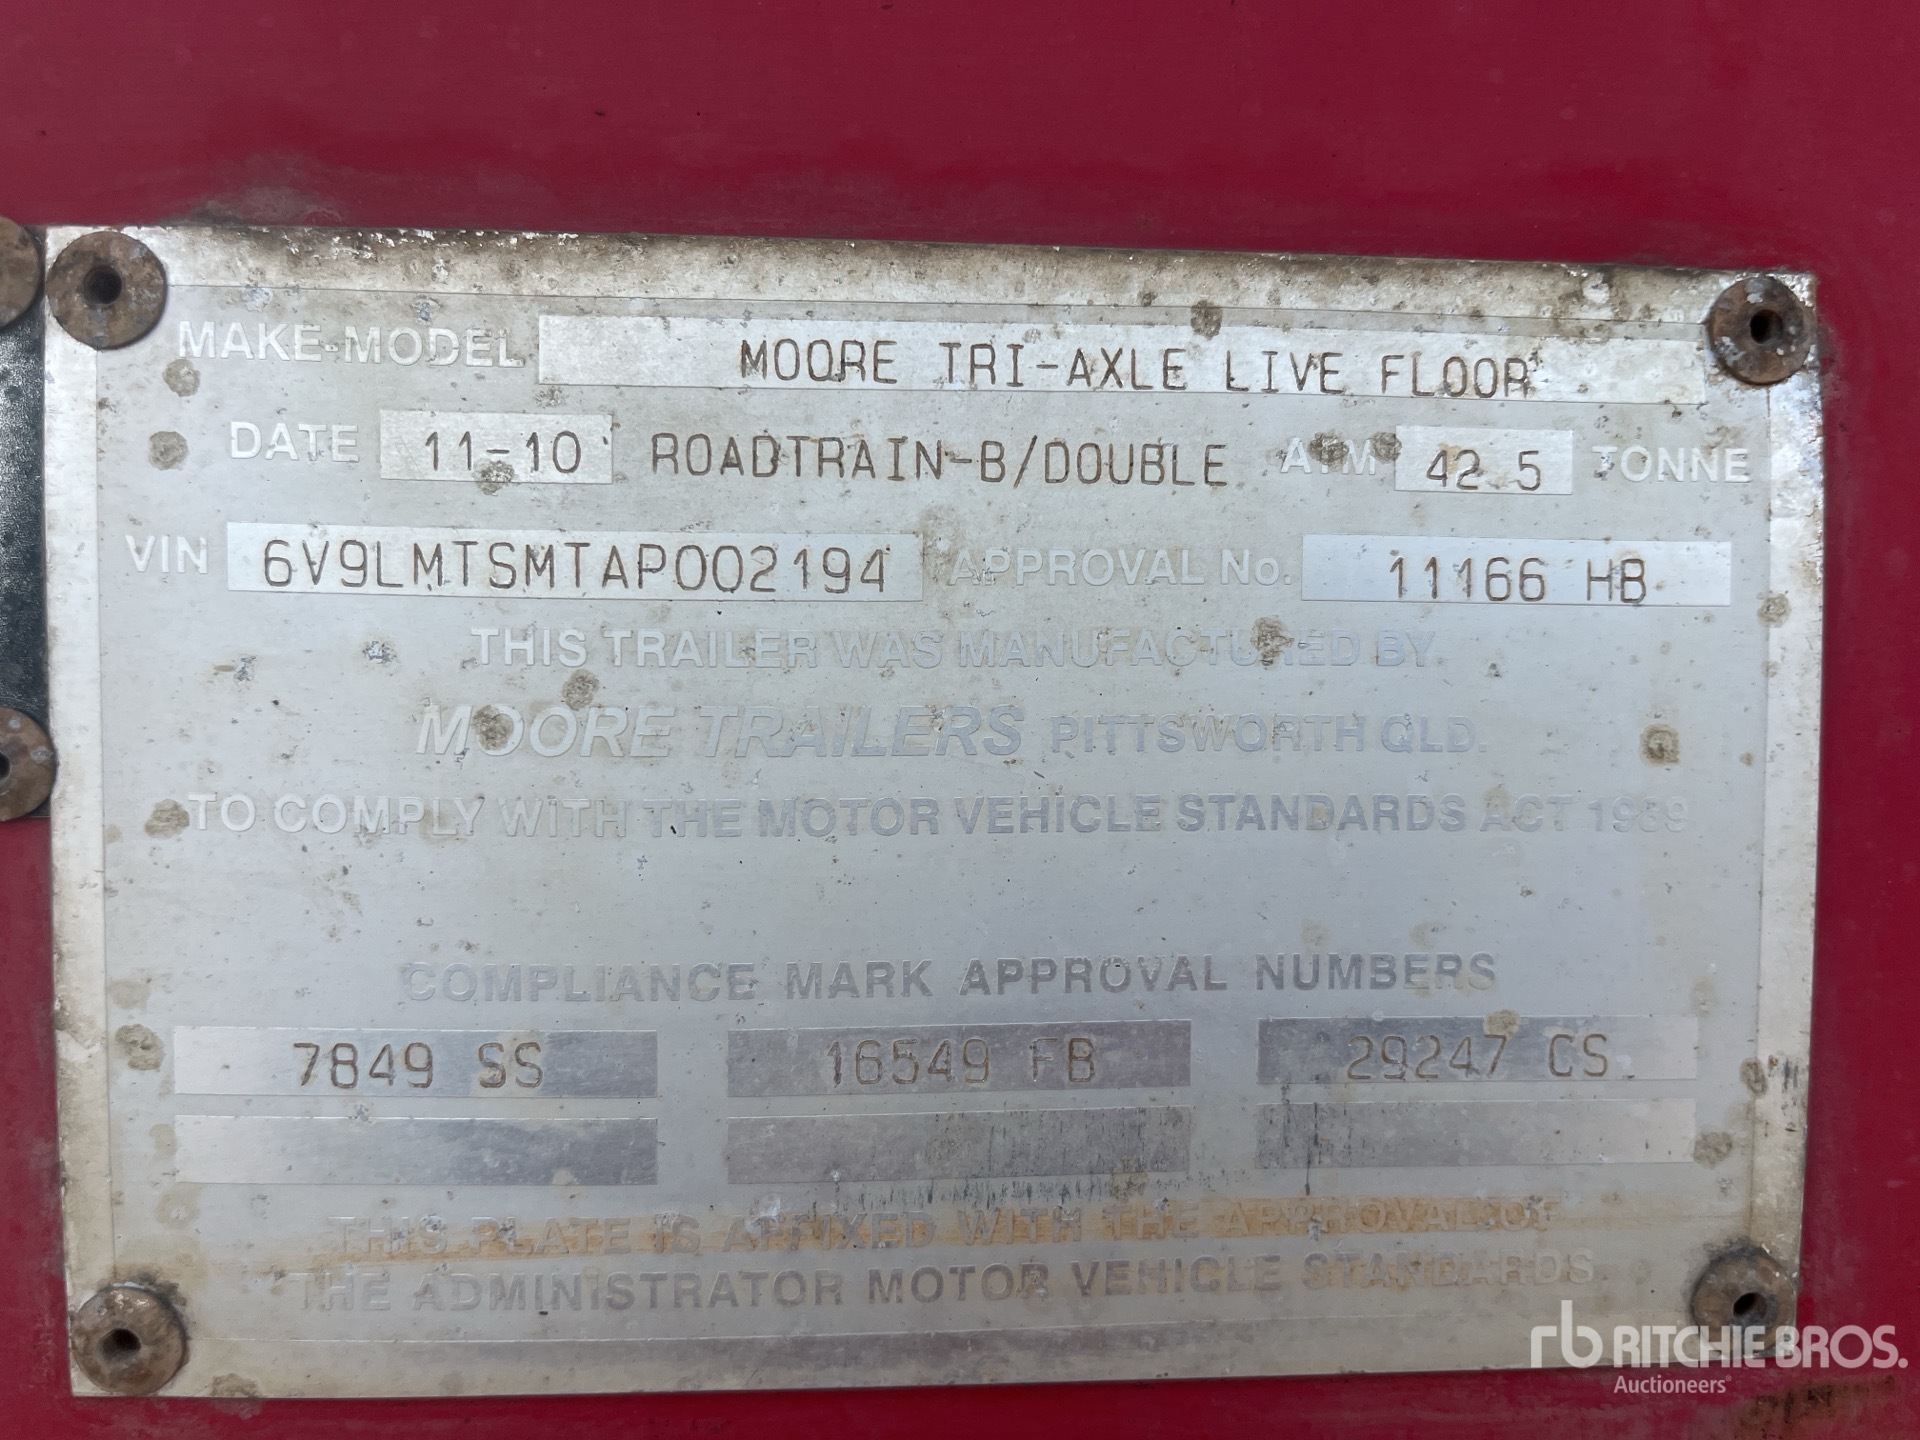 MAKE-MODEL MOORE TRI-AXLE LIVE FLOOR
DATE 11-10 ROADTRAIN-B/DOUBLE ATM 42.5 TONNE
VIN 6V9LMTSMTAP002194 APPROVAL No. 11166 HB
THIS TRAILER WAS MANUFACTURED BY
MOORE TRAILERS PITTSWORTH QLD.
TO COMPLY WITH THE MOTOR VEHICLE STANDARDS ACT 1989
COMPLIANCE MARK APPROVAL NUMBERS
7849 SS 16549 FB 29247 CS
THIS PLATE IS AFFIXED WITH THE APPROVAL OF
THE ADMINISTRATOR MOTOR VEHICLE STANDARDS
rb RITCHIE BROS.
Auctioneers